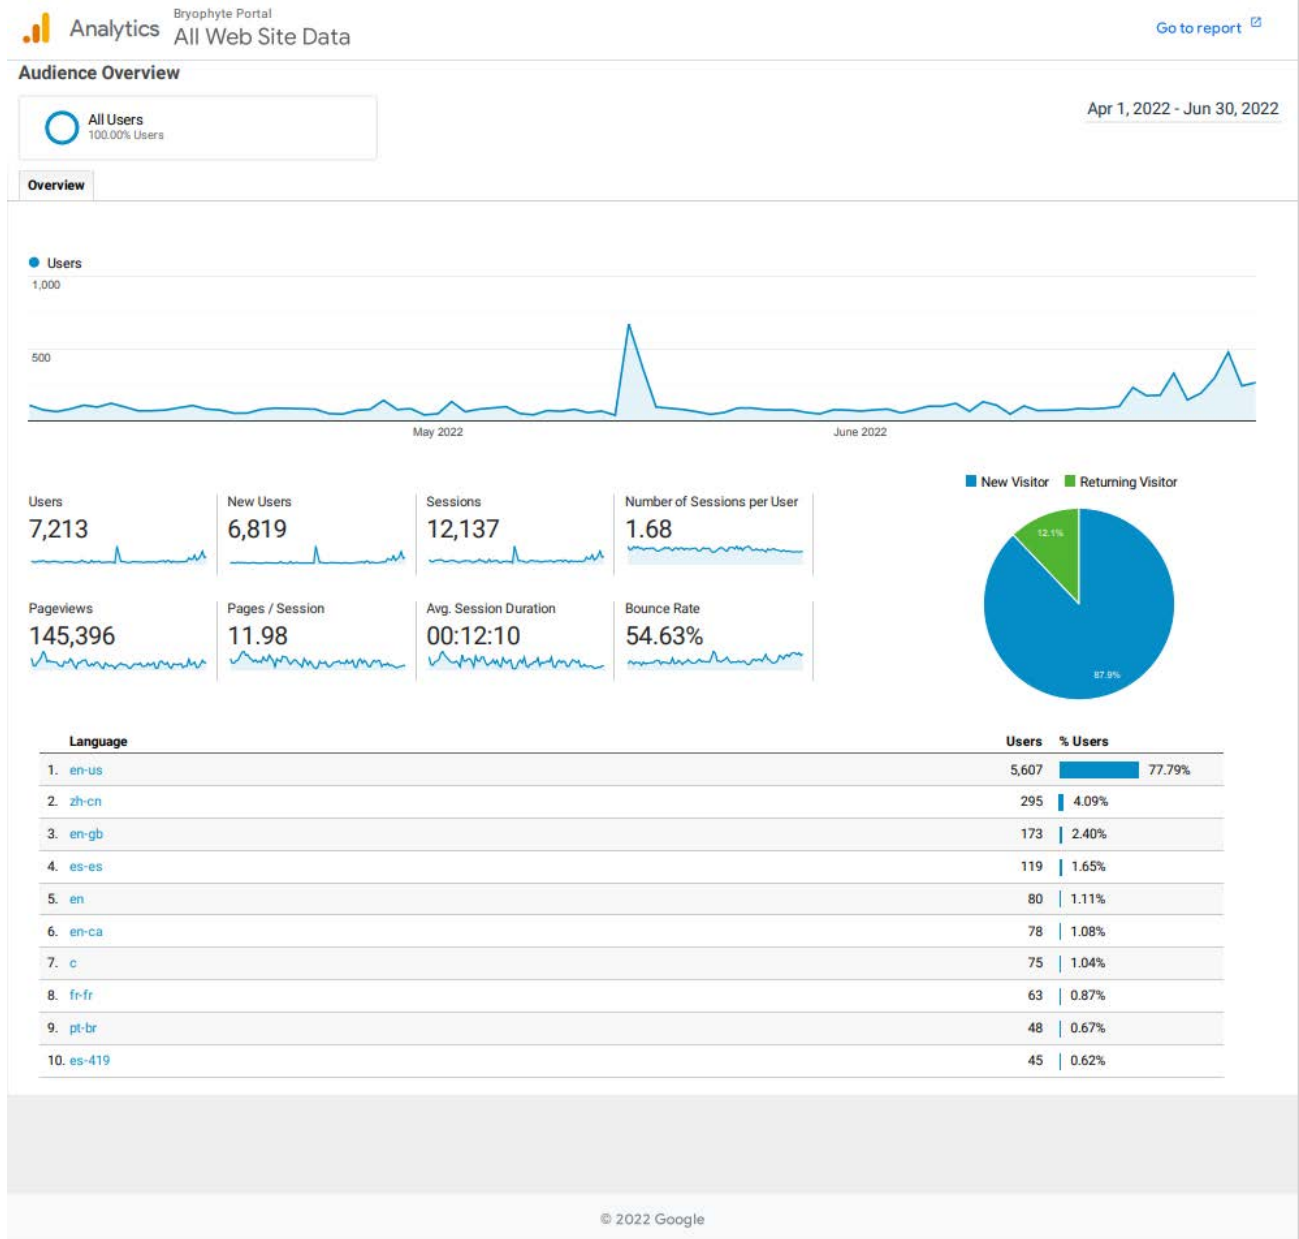 Bryophyte Portal
Analytics All Web Site Data
Go to report
Audience Overview
All Users
100.00% Users
Apr 1, 2022 - Jun 30, 2022
Overview
Users
1,000
500
May 2022 June 2022
New Visitor Returning Visitor
12.1%
87.9%
Users New Users Sessions Number of Sessions per User
7,213 6,819 12,137 1.68
Pageviews Pages / Session Avg. Session Duration Bounce Rate
145,396 11.98 00:12:10 54.63%
Language Users % Users
1. en-us 5,607 77.79%
2. zh-cn 295 4.09%
3. en-gb 173 2.40%
4. es-es 119 1.65%
5. en 80 1.11%
6. en-ca 78 1.08%
7. c 75 1.04%
8. fr-fr 63 0.87%
9. pt-br 48 0.67%
10. es-419 45 0.62%
© 2022 Google